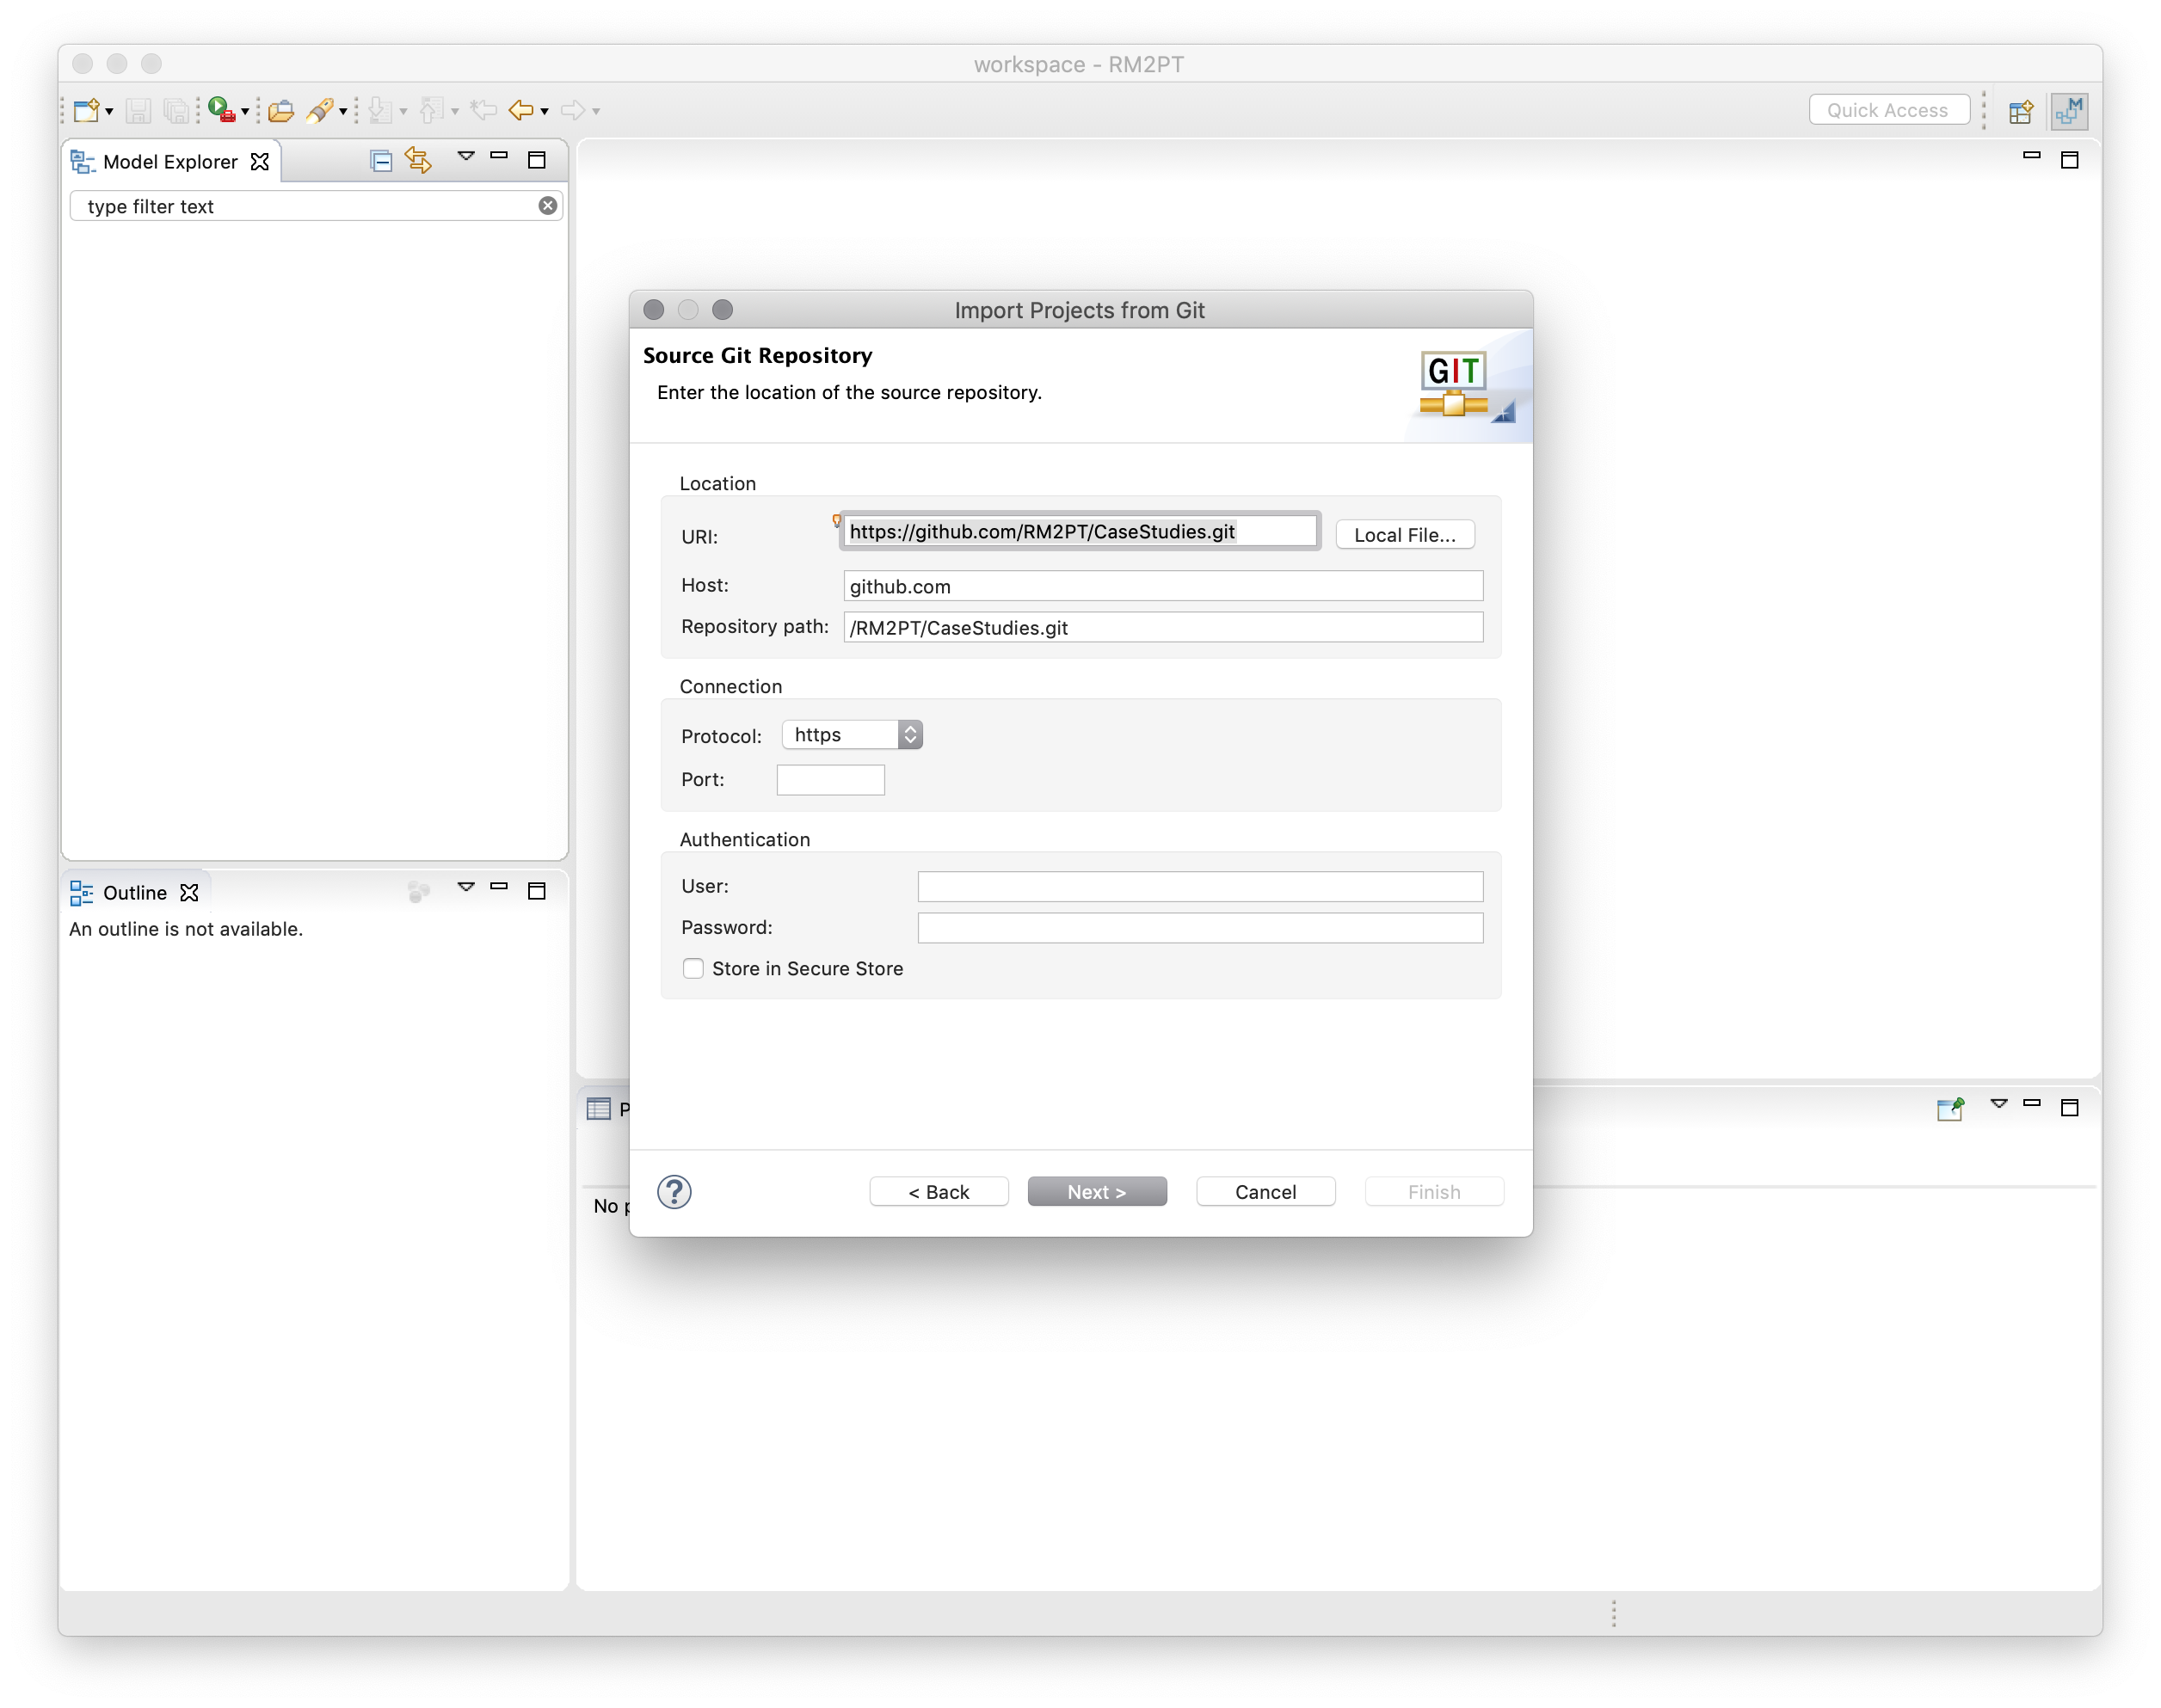 workspace - RM2PT
Quick Access
M
Model Explorer
type filter text
Import Projects from Git
Source Git Repository
Enter the location of the source repository.
GIT
Location
URI: https://github.com/RM2PT/CaseStudies.git Local File...
Host: github.com
Repository path: /RM2PT/CaseStudies.git
Connection
Protocol: https
Port:
Authentication
User:
Password:
Store in Secure Store
Outline
An outline is not available.
P
No p
? < Back Next > Cancel Finish